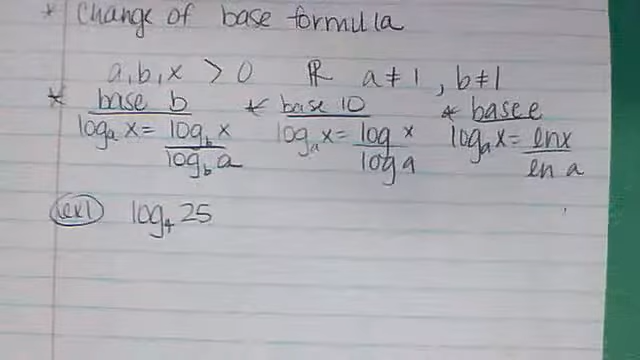 * Change of base formula
a, b, x > 0 ℝ a ≠ 1, b ≠ 1
* base b * base 10 * base e
logₐ x = log_b x / log_b a logₐ x = log x / log a logₐ x = ln x / ln a
ex1 log₄ 25